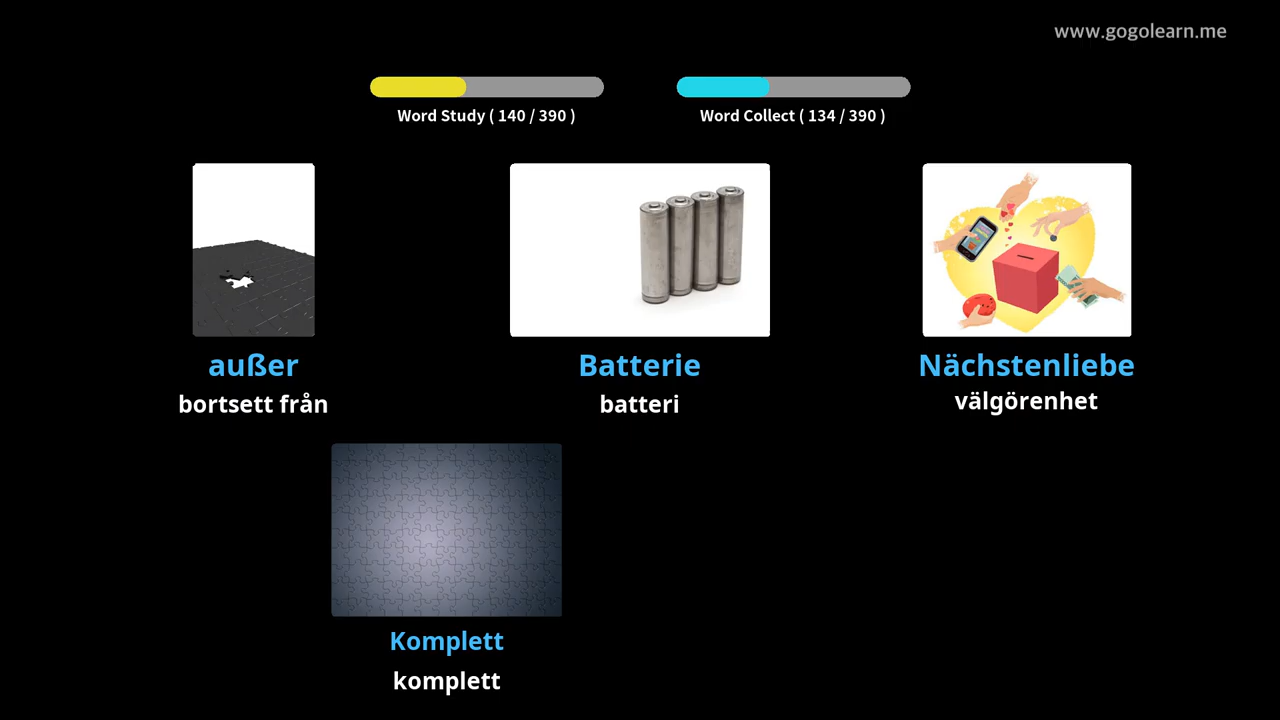 www.gogolearn.me
Word Study ( 140 / 390 )
Word Collect ( 134 / 390 )
außer
Batterie
Nächstenliebe
bortsett från
batteri
välgörenhet
Komplett
komplett